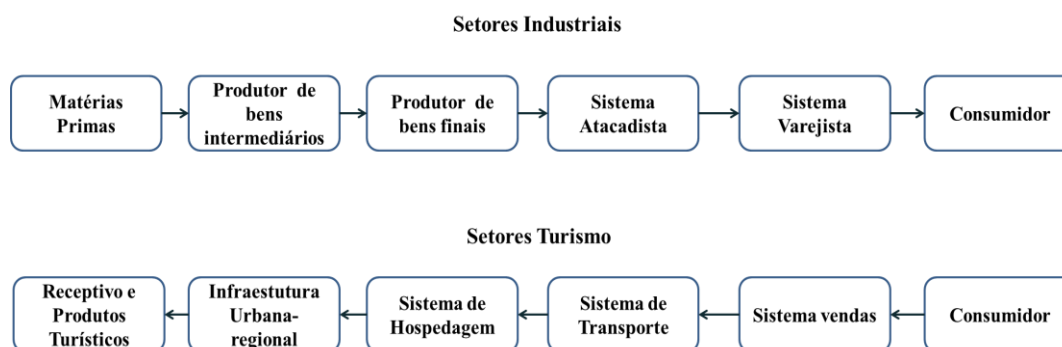 Setores Industriais
Matérias
Primas
Produtor de
bens
intermediários
Produtor de
bens finais
Sistema
Atacadista
Sistema
Varejista
Consumidor
Setores Turismo
Receptivo e
Produtos
Turísticos
Infraestutura
Urbana-
regional
Sistema de
Hospedagem
Sistema de
Transporte
Sistema vendas
Consumidor